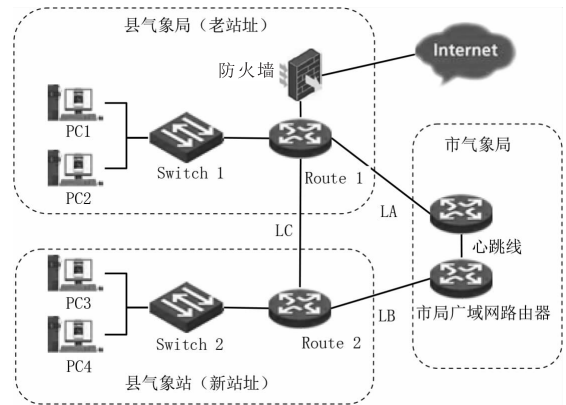 县气象局（老站址）
Internet
防火墙
PC1
Switch 1
Route 1
PC2
市气象局
LA
LC
心跳线
PC3
市局广域网路由器
LB
Switch 2
Route 2
PC4
县气象站（新站址）